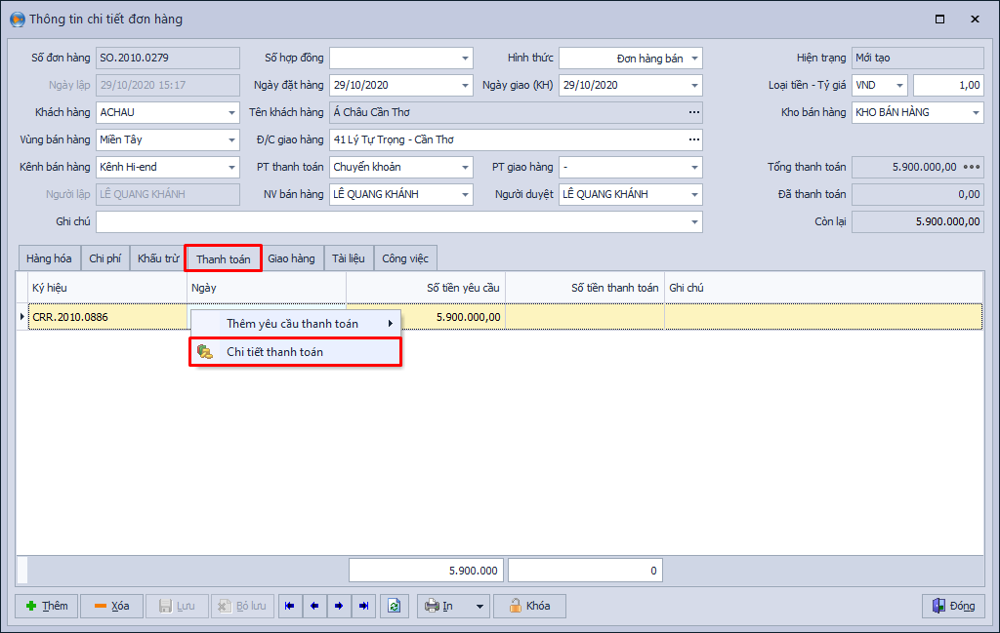 Thông tin chi tiết đơn hàng
Số đơn hàng SO.2010.0279 Số hợp đồng Hình thức Đơn hàng bán Hiện trạng Mới tạo
Ngày lập 29/10/2020 15:17 Ngày đặt hàng 29/10/2020 Ngày giao (KH) 29/10/2020 Loại tiền - Tỷ giá VND 1,00
Khách hàng ACHAU Tên khách hàng Á Châu Cần Thơ Kho bán hàng KHO BÁN HÀNG
Vùng bán hàng Miền Tây Đ/C giao hàng 41 Lý Tự Trọng - Cần Thơ
Kênh bán hàng Kênh Hi-end PT thanh toán Chuyển khoản PT giao hàng - Tổng thanh toán 5.900.000,00
Người lập LÊ QUANG KHÁNH NV bán hàng LÊ QUANG KHÁNH Người duyệt LÊ QUANG KHÁNH Đã thanh toán 0,00
Ghi chú Còn lại 5.900.000,00
Hàng hóa Chi phí Khấu trừ Thanh toán Giao hàng Tài liệu Công việc
Ký hiệu Ngày Số tiền yêu cầu Số tiền thanh toán Ghi chú
CRR.2010.0886 5.900.000,00
Thêm yêu cầu thanh toán
Chi tiết thanh toán
5.900.000 0
Thêm Xóa Lưu Bỏ lưu In Khóa Đóng